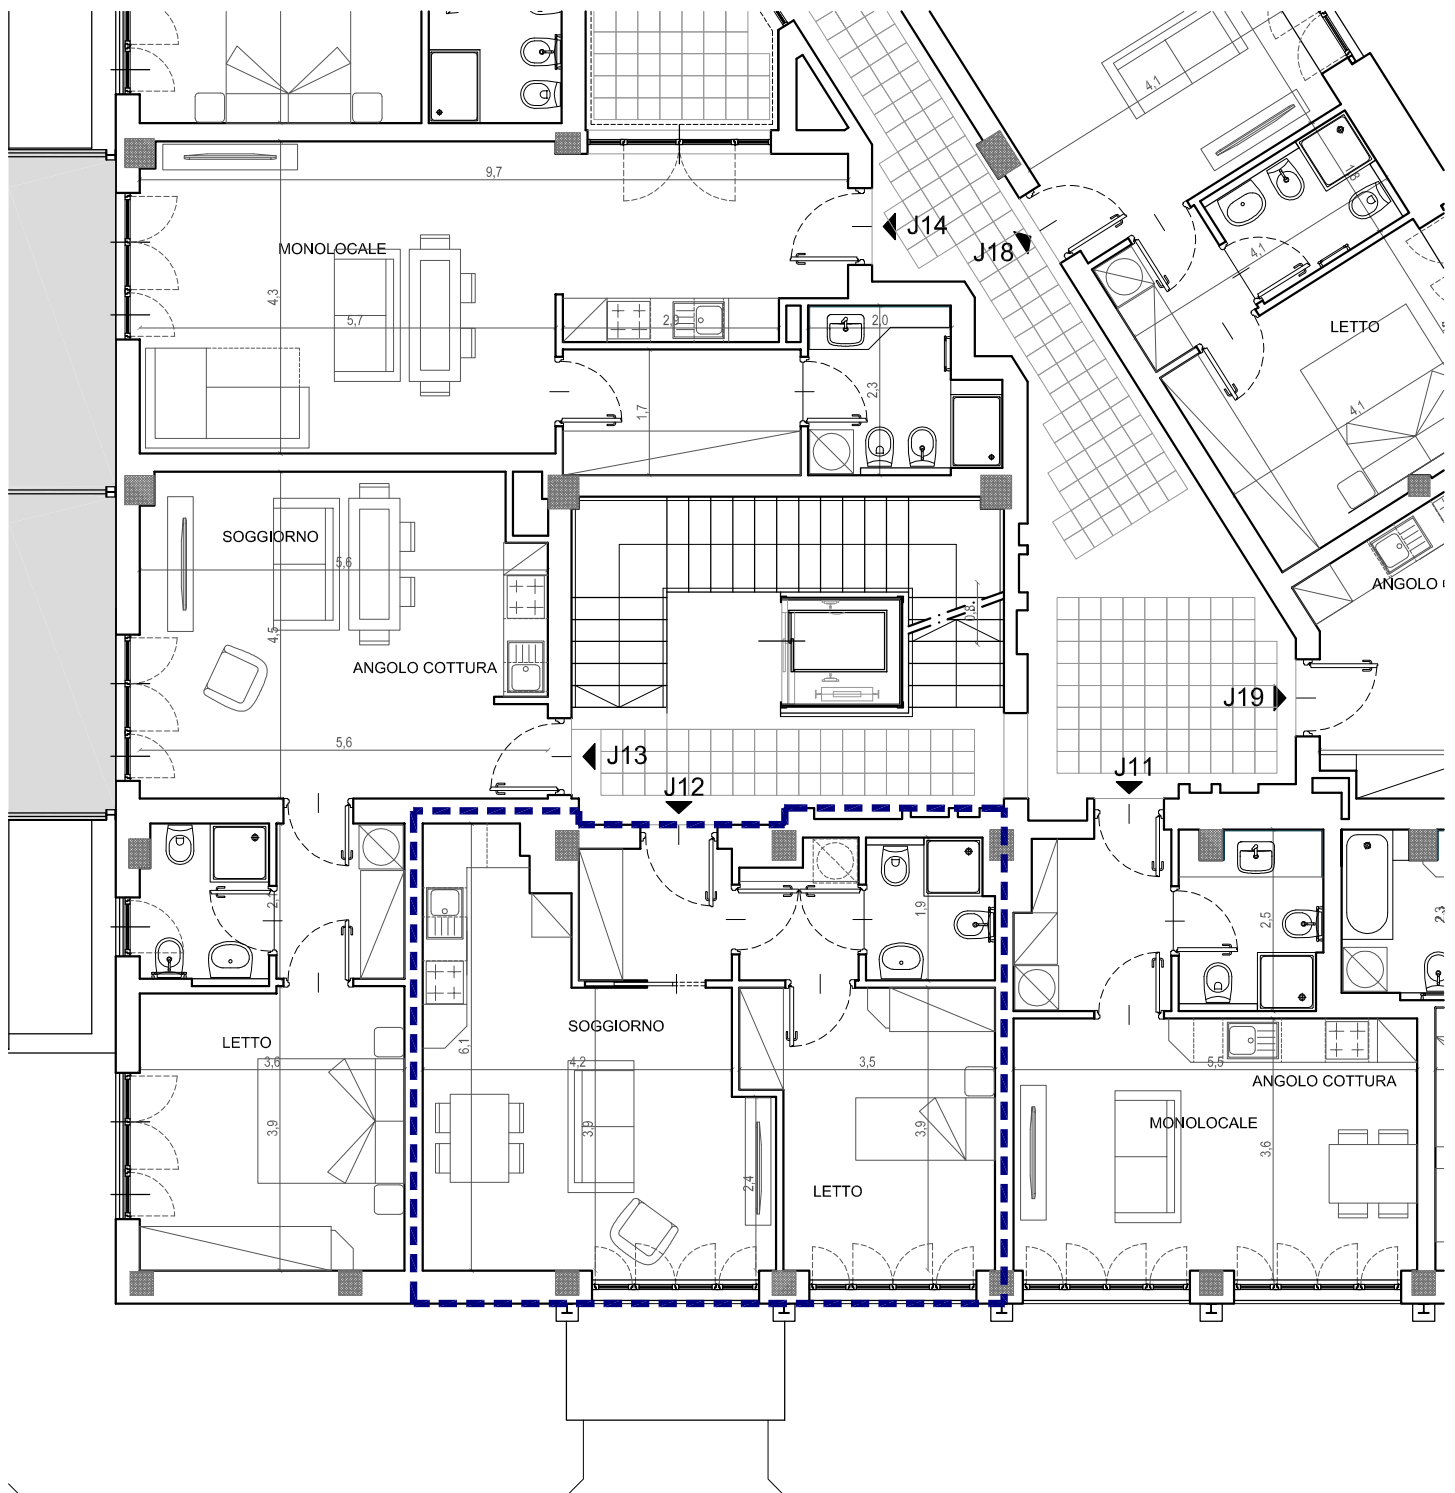 4,1
9,7
J14
J18
MONOLOCALE
4,1
4,3
5,7
2,9
2,0
LETTO
2,3
1,7
4,1
SOGGIORNO
5,6
ANGOLO
4,5
0,8
ANGOLO COTTURA
J19
5,6
J13
J11
J12
2,5
1,9
2,3
SOGGIORNO
LETTO
6,1
3,6
4,2
3,5
5,5
ANGOLO COTTURA
MONOLOCALE
3,9
3,9
3,9
3,6
2,4
LETTO